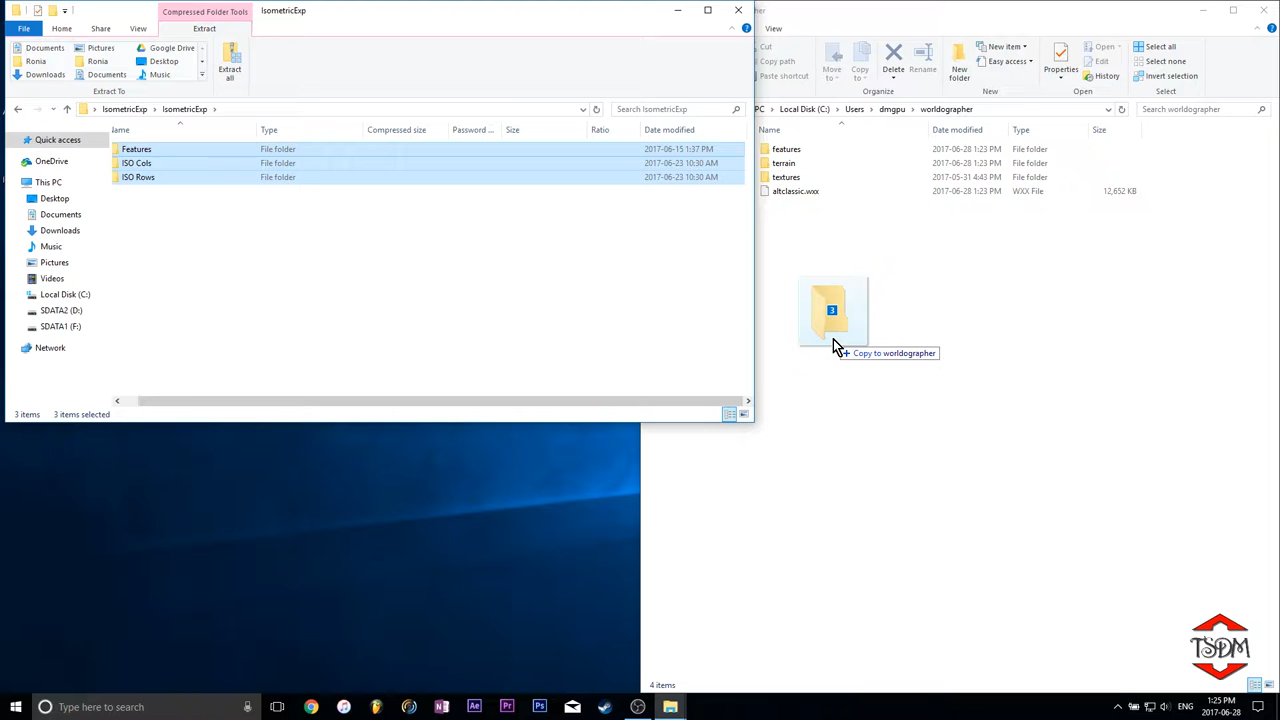 Compressed Folder Tools
IsometricExp
File
Home
Share
View
Extract
Documents
Pictures
Google Drive
Ronia
Ronia
Desktop
Downloads
Documents
Music
Extract all
Extract To
IsometricExp
IsometricExp
Search IsometricExp
Name
Type
Compressed size
Password ...
Size
Ratio
Date modified
Features
File folder
2017-06-15 1:37 PM
ISO Cols
File folder
2017-06-23 10:30 AM
ISO Rows
File folder
2017-06-23 10:30 AM
Quick access
OneDrive
This PC
Desktop
Documents
Downloads
Music
Pictures
Videos
Local Disk (C:)
SDATA2 (D:)
SDATA1 (F:)
Network
3 items
3 items selected
View
Cut
Copy path
Paste shortcut
Move to
Copy to
Delete
Rename
Organize
New folder
New item
Easy access
New
Properties
Open
Edit
History
Open
Select all
Select none
Invert selection
Select
PC
Local Disk (C:)
Users
dmgpu
worldographer
Search worldographer
Name
Date modified
Type
Size
features
2017-06-28 1:23 PM
File folder
terrain
2017-06-28 1:23 PM
File folder
textures
2017-05-31 4:43 PM
File folder
altclassic.wxx
2017-06-28 1:23 PM
WXX File
12,652 KB
3
Copy to worldographer
TSDM
4 items
Type here to search
Ae
Pr
Ps
ENG
1:25 PM
2017-06-28